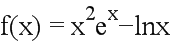 f(x) = x²eˣ−lnx